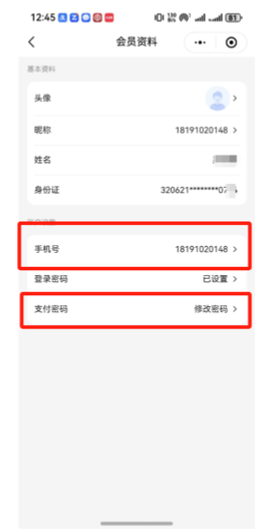 12:45
会员资料
基本资料
头像
昵称 18191020148
姓名
身份证 320621********07
手机号 18191020148
登录密码 已设置
支付密码 修改密码